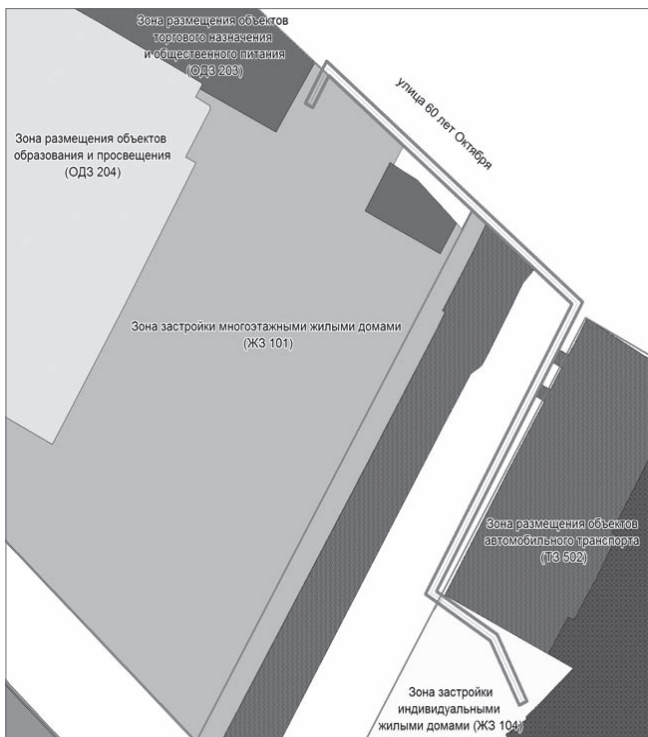 Зона размещения объектов
торгового назначения
и общественного питания
(ОДЗ 203)
улица 60 лет Октября
Зона размещения объектов
образования и просвещения
(ОДЗ 204)
Зона застройки многоэтажными жилыми домами
(ЖЗ 101)
Зона размещения объектов
автомобильного транспорта
(ТЗ 502)
Зона застройки
индивидуальными
жилыми домами (ЖЗ 104)